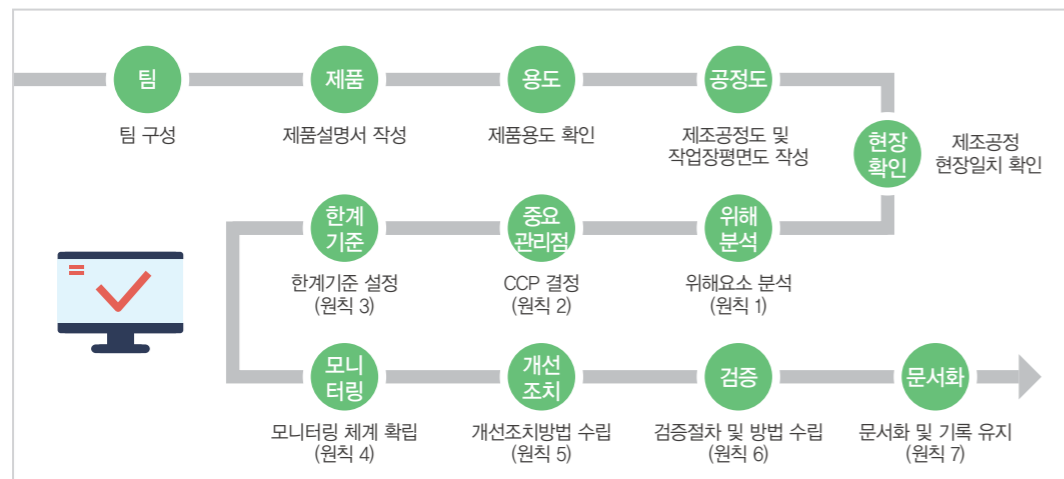 팀
팀 구성
제품
제품설명서 작성
용도
제품용도 확인
공정도
제조공정도 및
작업장평면도 작성
현장
확인
제조공정
현장일치 확인
위해
분석
위해요소 분석
(원칙 1)
중요
관리점
CCP 결정
(원칙 2)
한계
기준
한계기준 설정
(원칙 3)
모니
터링
모니터링 체계 확립
(원칙 4)
개선
조치
개선조치방법 수립
(원칙 5)
검증
검증절차 및 방법 수립
(원칙 6)
문서화
문서화 및 기록 유지
(원칙 7)